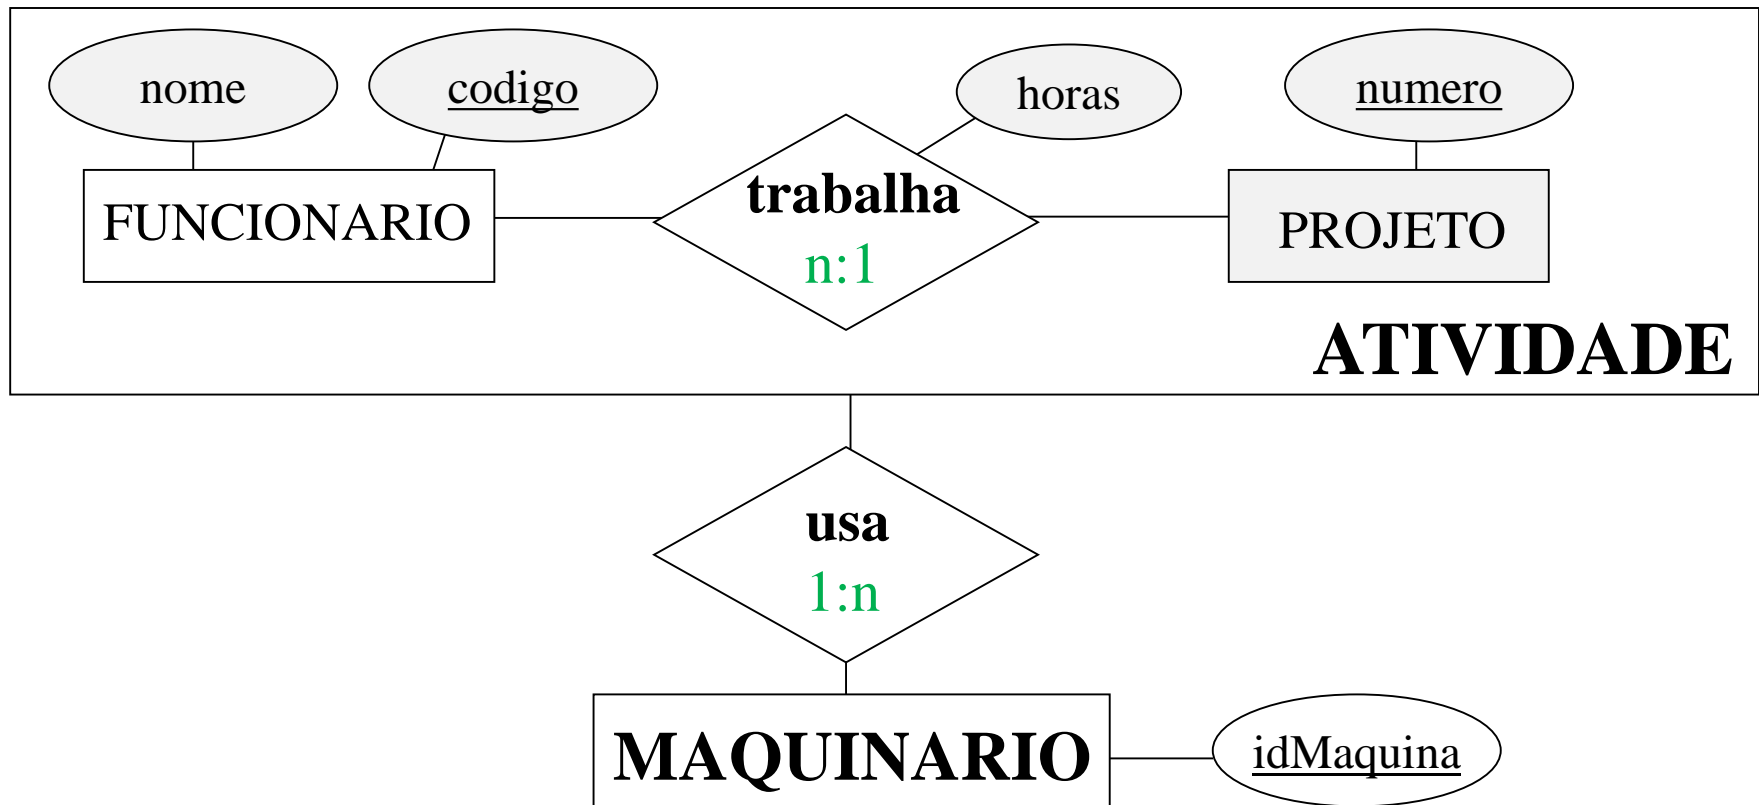 nome
codigo
horas
numero
FUNCIONARIO
trabalha
n:1
PROJETO
ATIVIDADE
usa
1:n
MAQUINARIO
idMaquina